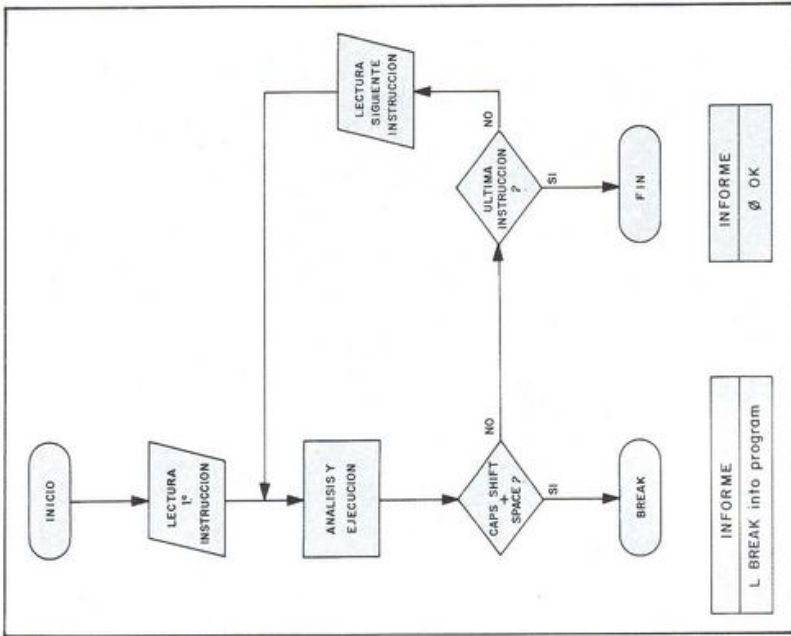 INICIO
LECTURA
1.º
INSTRUCCION
ANALISIS Y
EJECUCION
CAPS SHIFT
+
SPACE?
NO
SI
BREAK
INFORME
L BREAK into program
LECTURA
SIGUIENTE
INSTRUCCION
NO
ULTIMA
INSTRUCCION
?
SI
FIN
INFORME
Ø OK